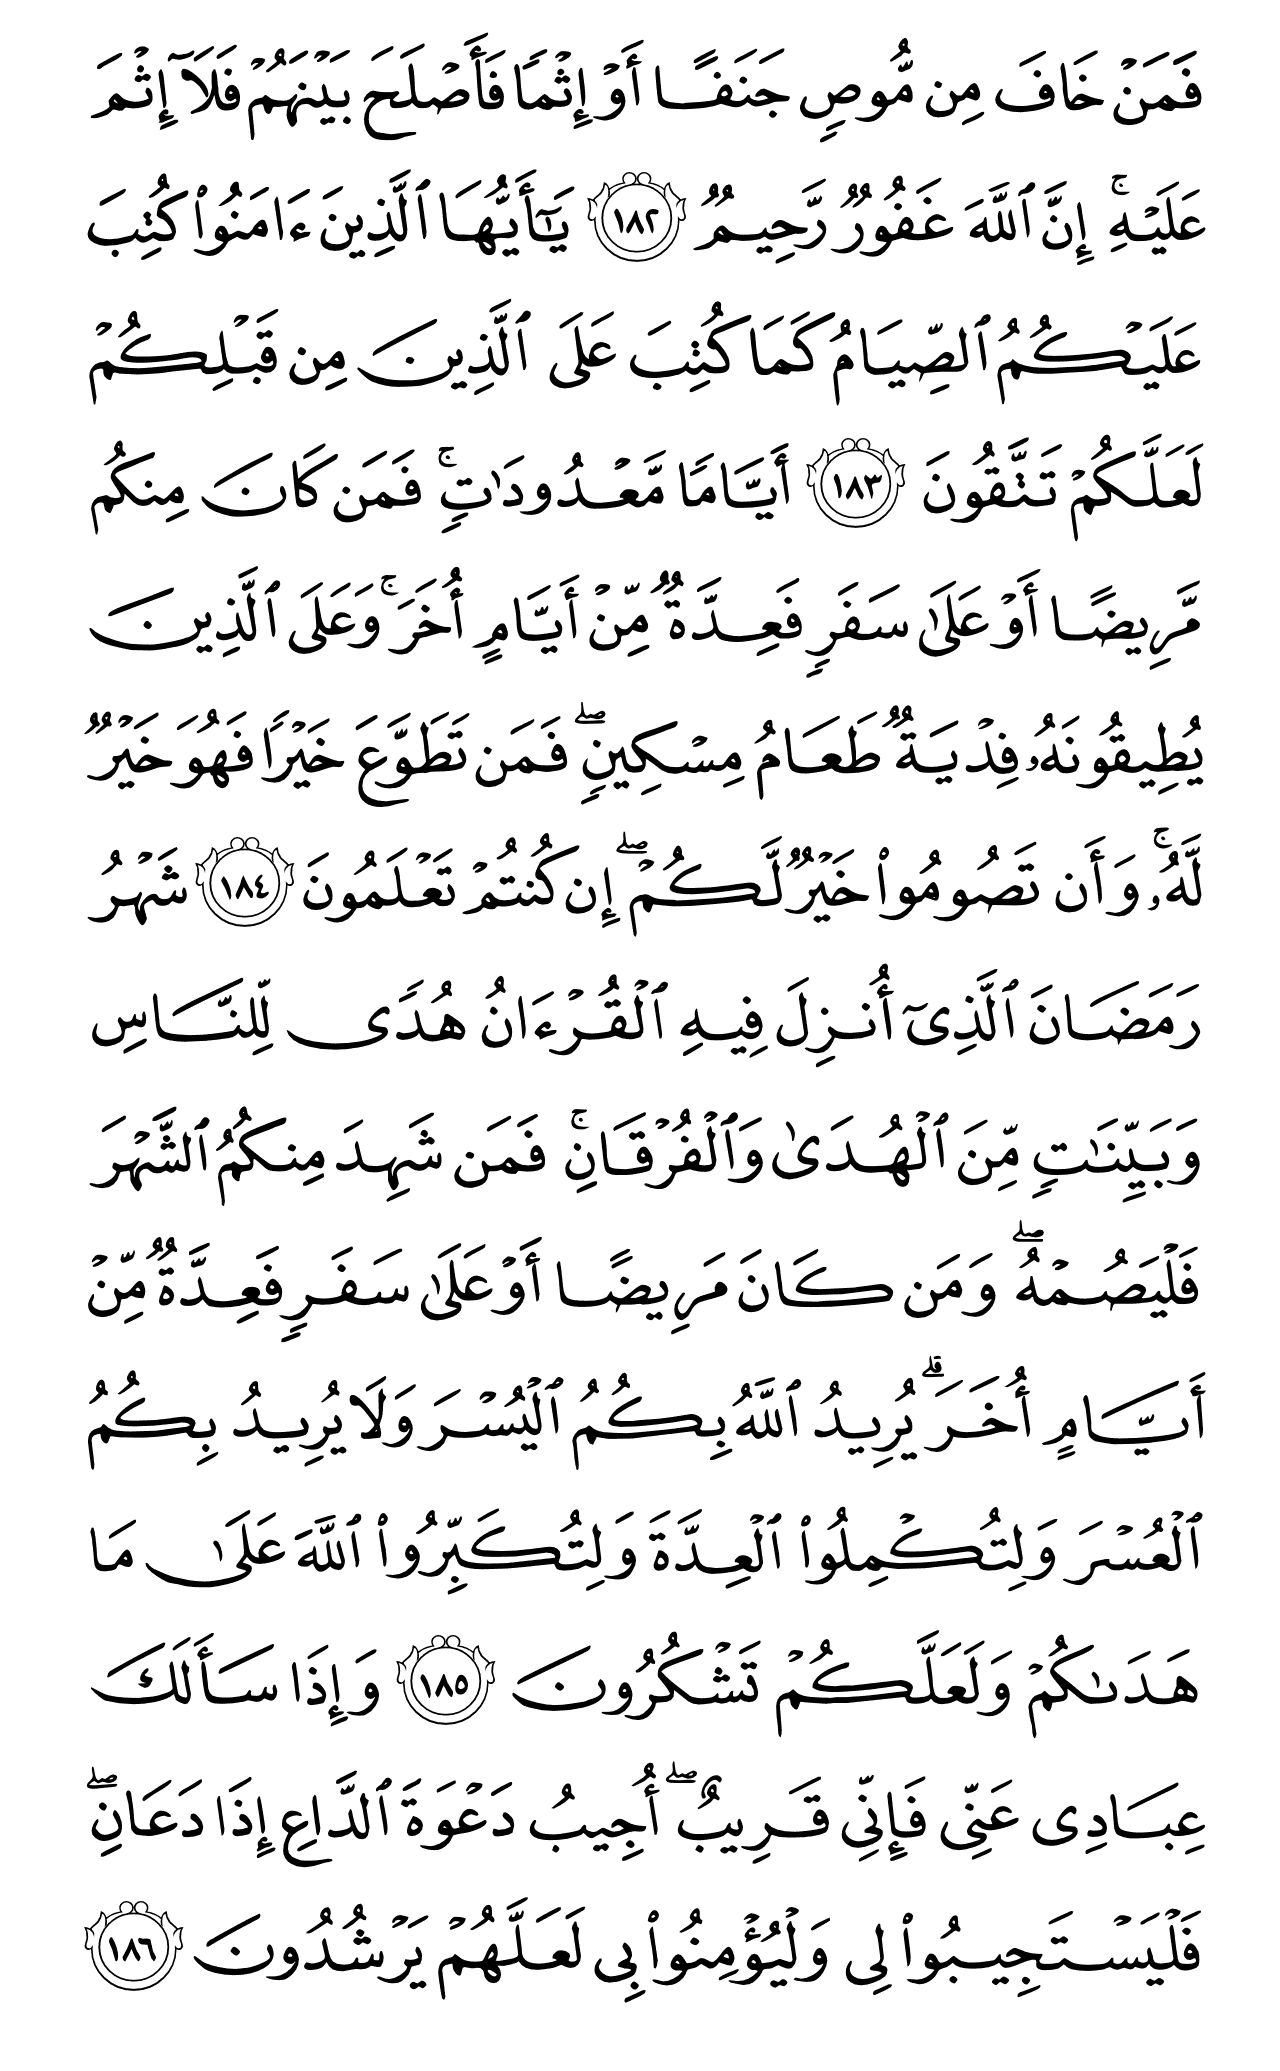 فَمَنْ خَافَ مِن مُّوصٍ جَنَفًا أَوْ إِثْمًا فَأَصْلَحَ بَيْنَهُمْ فَلَآ إِثْمَ
عَلَيْهِ ۚ إِنَّ ٱللَّهَ غَفُورٌ رَّحِيمٌ ١٨٢ يَـٰٓأَيُّهَا ٱلَّذِينَ ءَامَنُوا۟ كُتِبَ
عَلَيْكُمُ ٱلصِّيَامُ كَمَا كُتِبَ عَلَى ٱلَّذِينَ مِن قَبْلِكُمْ
لَعَلَّكُمْ تَتَّقُونَ ١٨٣ أَيَّامًا مَّعْدُودَٰتٍ ۚ فَمَن كَانَ مِنكُم
مَّرِيضًا أَوْ عَلَىٰ سَفَرٍ فَعِدَّةٌ مِّنْ أَيَّامٍ أُخَرَ ۚ وَعَلَى ٱلَّذِينَ
يُطِيقُونَهُۥ فِدْيَةٌ طَعَامُ مِسْكِينٍ ۖ فَمَن تَطَوَّعَ خَيْرًا فَهُوَ خَيْرٌ
لَّهُۥ ۚ وَأَن تَصُومُوا۟ خَيْرٌ لَّكُمْ ۖ إِن كُنتُمْ تَعْلَمُونَ ١٨٤ شَهْرُ
رَمَضَانَ ٱلَّذِىٓ أُنزِلَ فِيهِ ٱلْقُرْءَانُ هُدًى لِّلنَّاسِ
وَبَيِّنَـٰتٍ مِّنَ ٱلْهُدَىٰ وَٱلْفُرْقَانِ ۚ فَمَن شَهِدَ مِنكُمُ ٱلشَّهْرَ
فَلْيَصُمْهُ ۖ وَمَن كَانَ مَرِيضًا أَوْ عَلَىٰ سَفَرٍ فَعِدَّةٌ مِّنْ
أَيَّامٍ أُخَرَ ۗ يُرِيدُ ٱللَّهُ بِكُمُ ٱلْيُسْرَ وَلَا يُرِيدُ بِكُمُ
ٱلْعُسْرَ وَلِتُكْمِلُوا۟ ٱلْعِدَّةَ وَلِتُكَبِّرُوا۟ ٱللَّهَ عَلَىٰ مَا
هَدَىٰكُمْ وَلَعَلَّكُمْ تَشْكُرُونَ ١٨٥ وَإِذَا سَأَلَكَ
عِبَادِى عَنِّى فَإِنِّى قَرِيبٌ ۖ أُجِيبُ دَعْوَةَ ٱلدَّاعِ إِذَا دَعَانِ ۖ
فَلْيَسْتَجِيبُوا۟ لِى وَلْيُؤْمِنُوا۟ بِى لَعَلَّهُمْ يَرْشُدُونَ ١٨٦